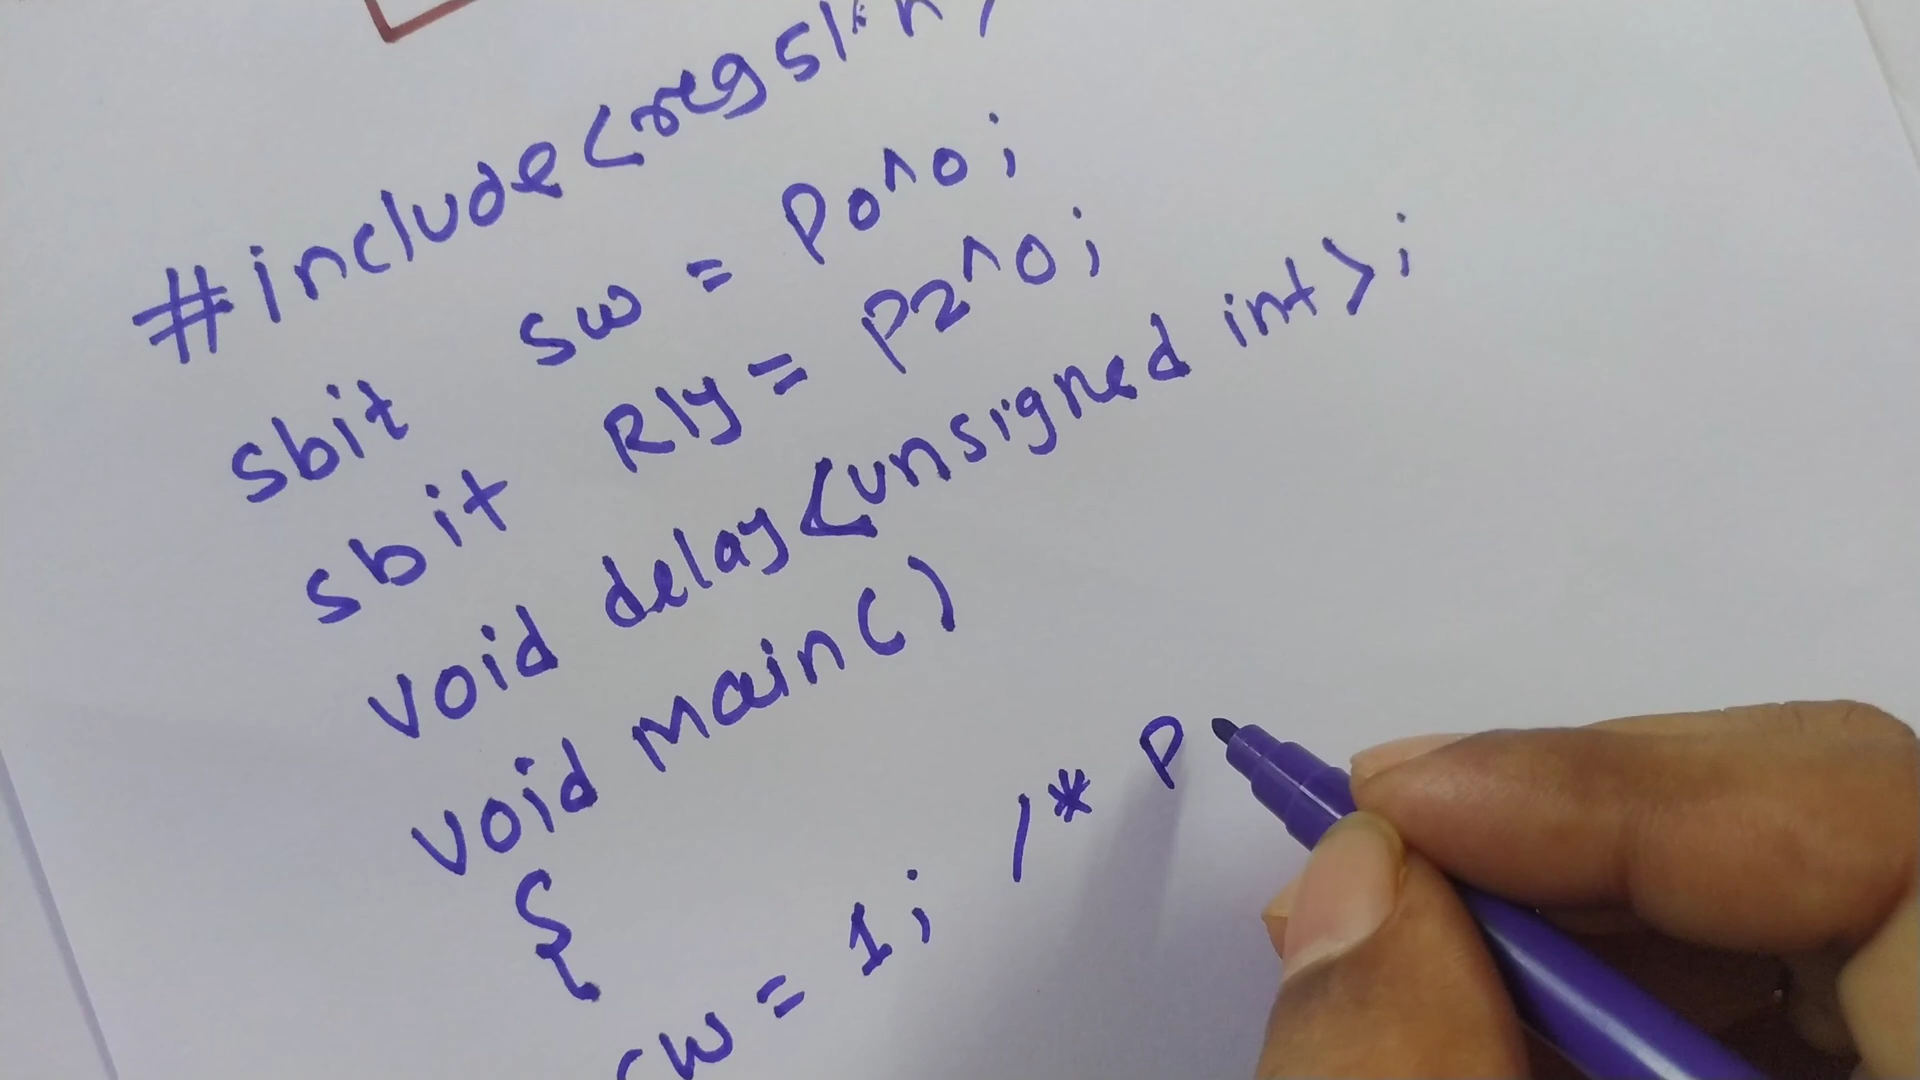 #include<reg51.h>
sbit sw = P0^0;
sbit Rly = P2^0;
void delay<unsigned int>;
void main()
{
sw = 1; /* P